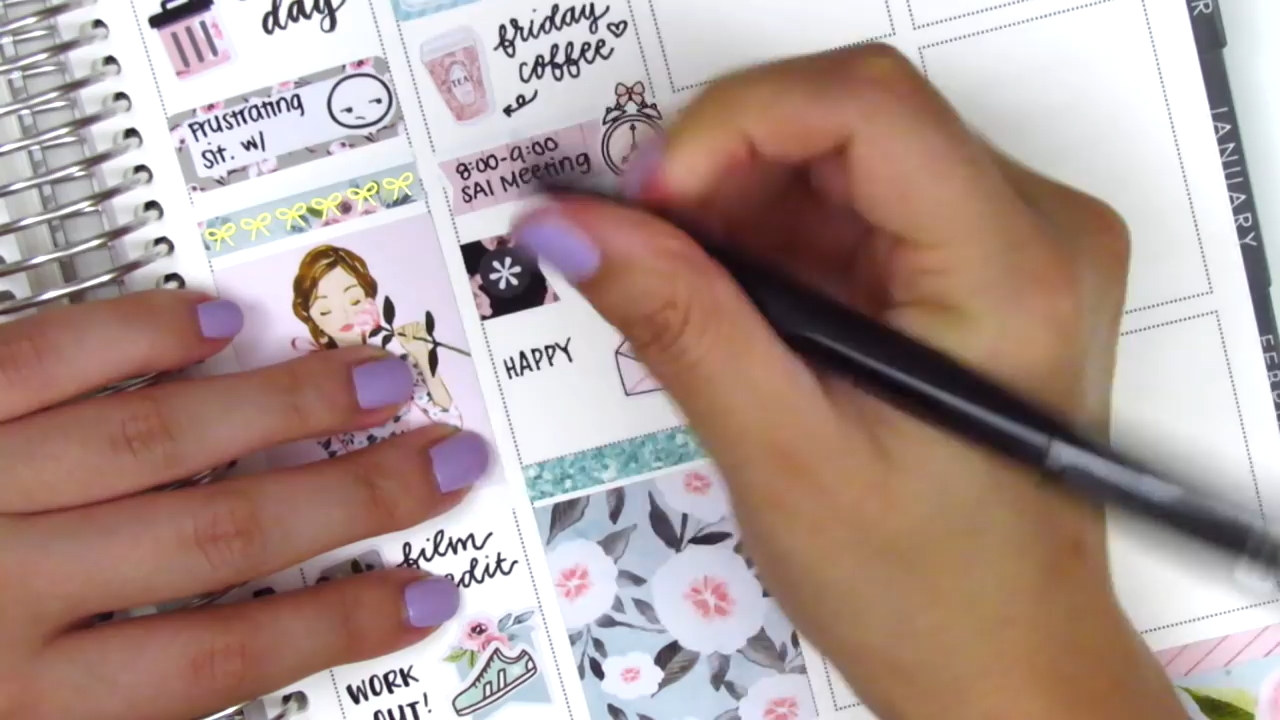 day
Frustrating
Sit. w/
friday
coffee
TEA
8:00-9:00
SAI Meeting
HAPPY
film
edit
WORK
OUT!
R
JANUARY